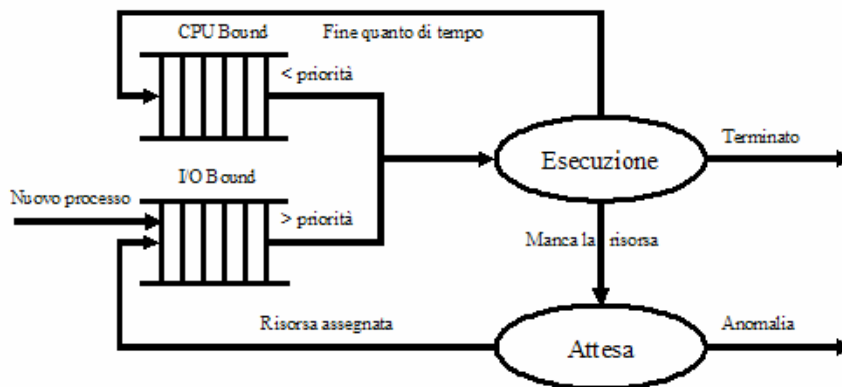 CPU Bound
Fine quanto di tempo
< priorità
Esecuzione
Terminato
I/O Bound
Nuovo processo
> priorità
Manca la risorsa
Risorsa assegnata
Attesa
Anomalia